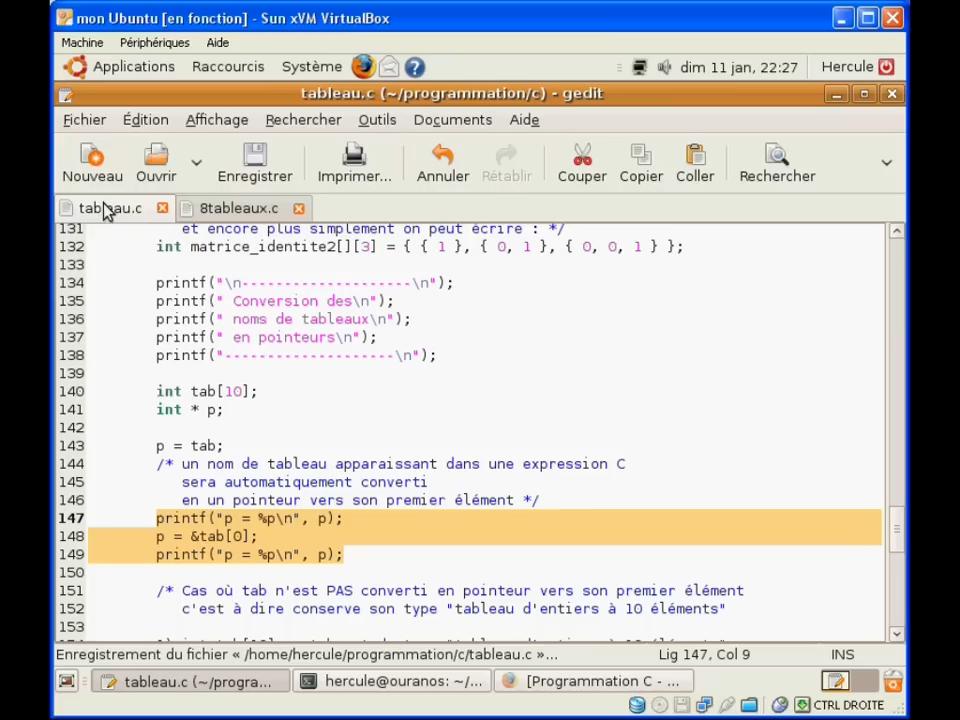 mon Ubuntu [en fonction] - Sun xVM VirtualBox
Machine Périphériques Aide
Applications Raccourcis Système dim 11 jan, 22:27 Hercule
tableau.c (~/programmation/c) - gedit
Fichier Édition Affichage Rechercher Outils Documents Aide
Nouveau Ouvrir Enregistrer Imprimer... Annuler Rétablir Couper Copier Coller Rechercher
tableau.c 8tableaux.c
131 et encore plus simplement on peut écrire : */
132 int matrice_identite2[][3] = { { 1 }, { 0, 1 }, { 0, 0, 1 } };
133
134 printf("\n--------------------\n");
135 printf(" Conversion des\n");
136 printf(" noms de tableaux\n");
137 printf(" en pointeurs\n");
138 printf("--------------------\n");
139
140 int tab[10];
141 int * p;
142
143 p = tab;
144 /* un nom de tableau apparaissant dans une expression C
145 sera automatiquement converti
146 en un pointeur vers son premier élément */
147 printf("p = %p\n", p);
148 p = &tab[0];
149 printf("p = %p\n", p);
150
151 /* Cas où tab n'est PAS converti en pointeur vers son premier élément
152 c'est à dire conserve son type "tableau d'entiers à 10 éléments"
153
Enregistrement du fichier « /home/hercule/programmation/c/tableau.c »... Lig 147, Col 9 INS
tableau.c (~/progra... hercule@ouranos: ~/... [Programmation C - ...
CTRL DROITE